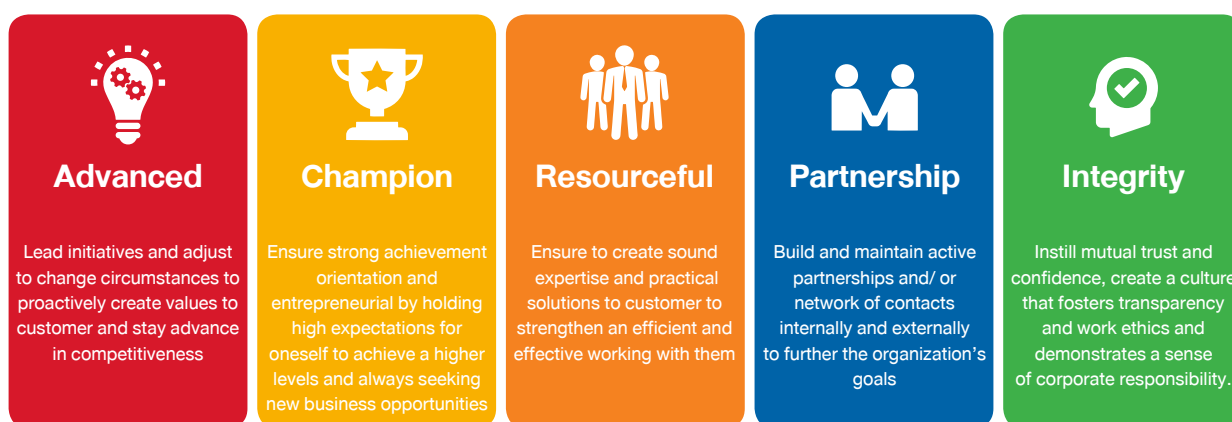 Advanced
Lead initiatives and adjust
to change circumstances to
proactively create values to
customer and stay advance
in competitiveness
Champion
Ensure strong achievement
orientation and
entrepreneurial by holding
high expectations for
oneself to achieve a higher
levels and always seeking
new business opportunities
Resourceful
Ensure to create sound
expertise and practical
solutions to customer to
strengthen an efficient and
effective working with them
Partnership
Build and maintain active
partnerships and/ or
network of contacts
internally and externally
to further the organization's
goals
Integrity
Instill mutual trust and
confidence, create a culture
that fosters transparency
and work ethics and
demonstrates a sense
of corporate responsibility.